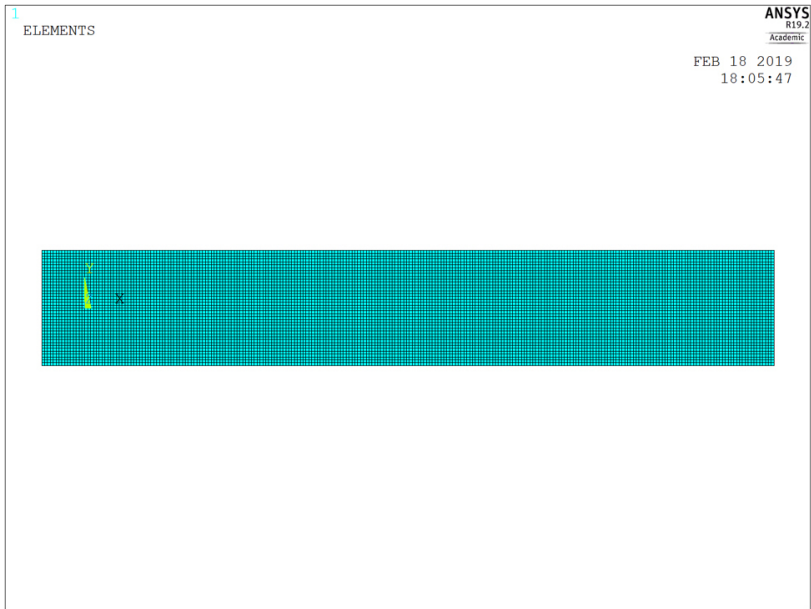 1
ELEMENTS
ANSYS
R19.2
Academic
FEB 18 2019
18:05:47
Y
X